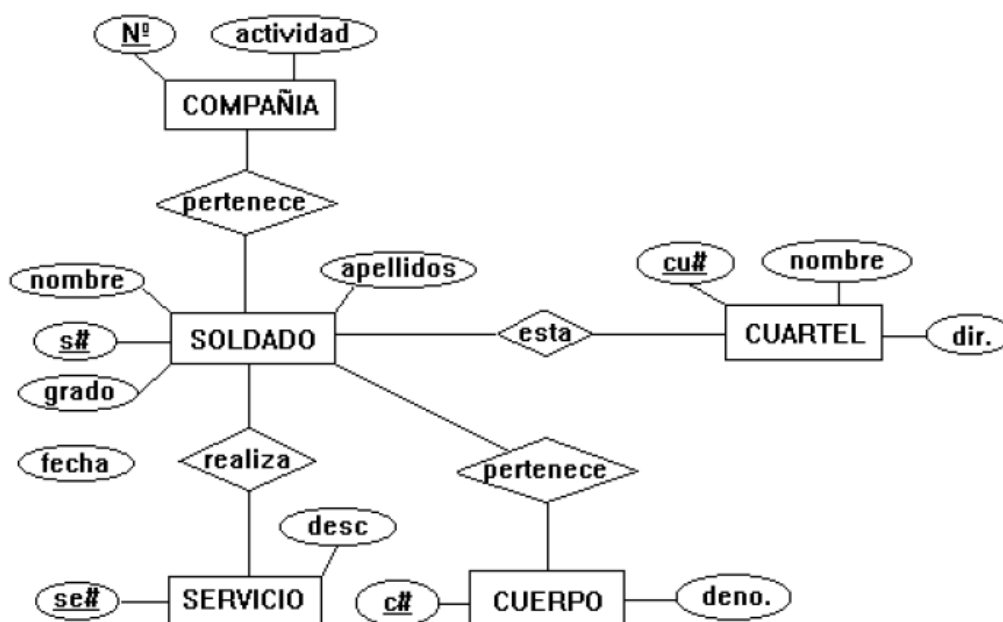 Nº
actividad
COMPAÑIA
pertenece
nombre
apellidos
cu#
nombre
s#
SOLDADO
esta
CUARTEL
dir.
grado
fecha
realiza
pertenece
desc
se#
SERVICIO
c#
CUERPO
deno.